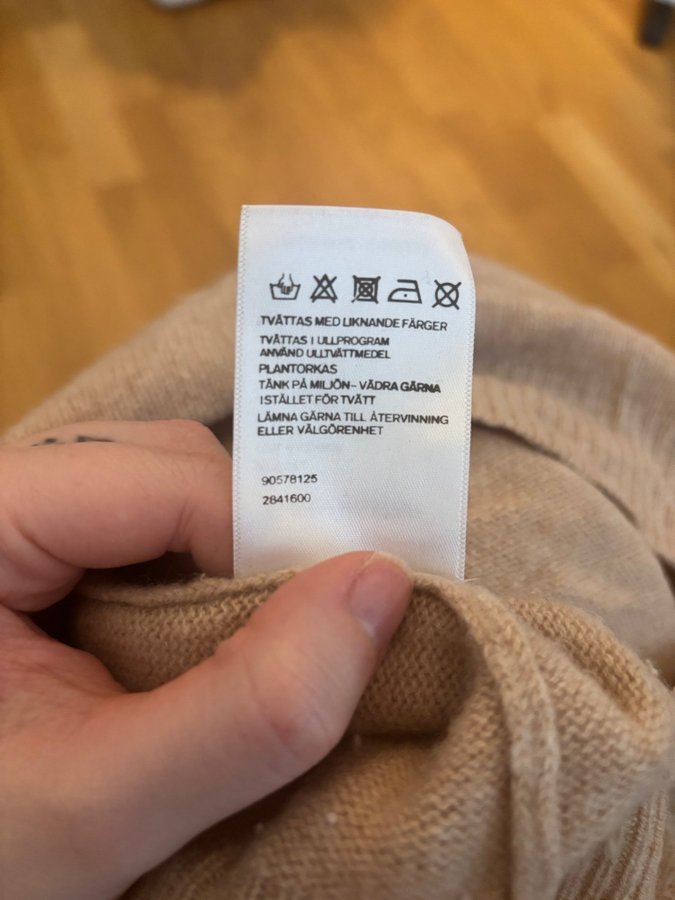 TVÄTTAS MED LIKNANDE FÄRGER
TVÄTTAS I ULLPROGRAM
ANVÄND ULLTVÄTTMEDEL
PLANTORKAS
TÄNK PÅ MILJÖN– VÄDRA GÄRNA
ISTÄLLET FÖR TVÄTT
LÄMNA GÄRNA TILL ÅTERVINNING
ELLER VÄLGÖRENHET
90578125
2841600